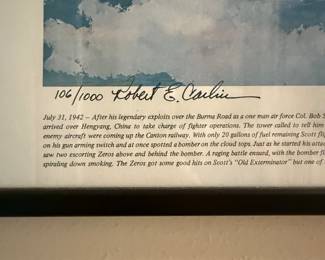 106/1000 Robert E. Carlin
July 31, 1942 – After his legendary exploits over the Burma Road as a one man air force Col. Bob S
arrived over Hengyang, China to take charge of fighter operations. The tower called to tell him
enemy aircraft were coming up the Canton railway. With only 20 gallons of fuel remaining Scott fli
on his gun arming switch and at once spotted a bomber on the cloud tops. Just as he started his atta
saw two escorting Zeros above and behind the bomber. A raging battle ensued, with the bomber fi
spiraling down smoking. The Zeros got some good hits on Scott's "Old Exterminator" but one of